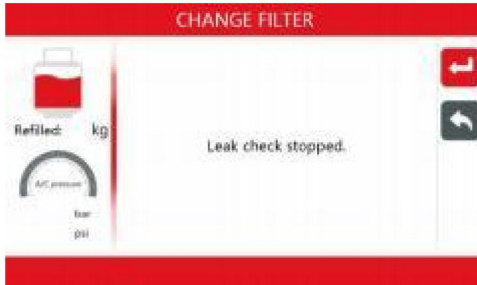 CHANGE FILTER
Refilled: kg
A/C pressure
bar
psi
Leak check stopped.